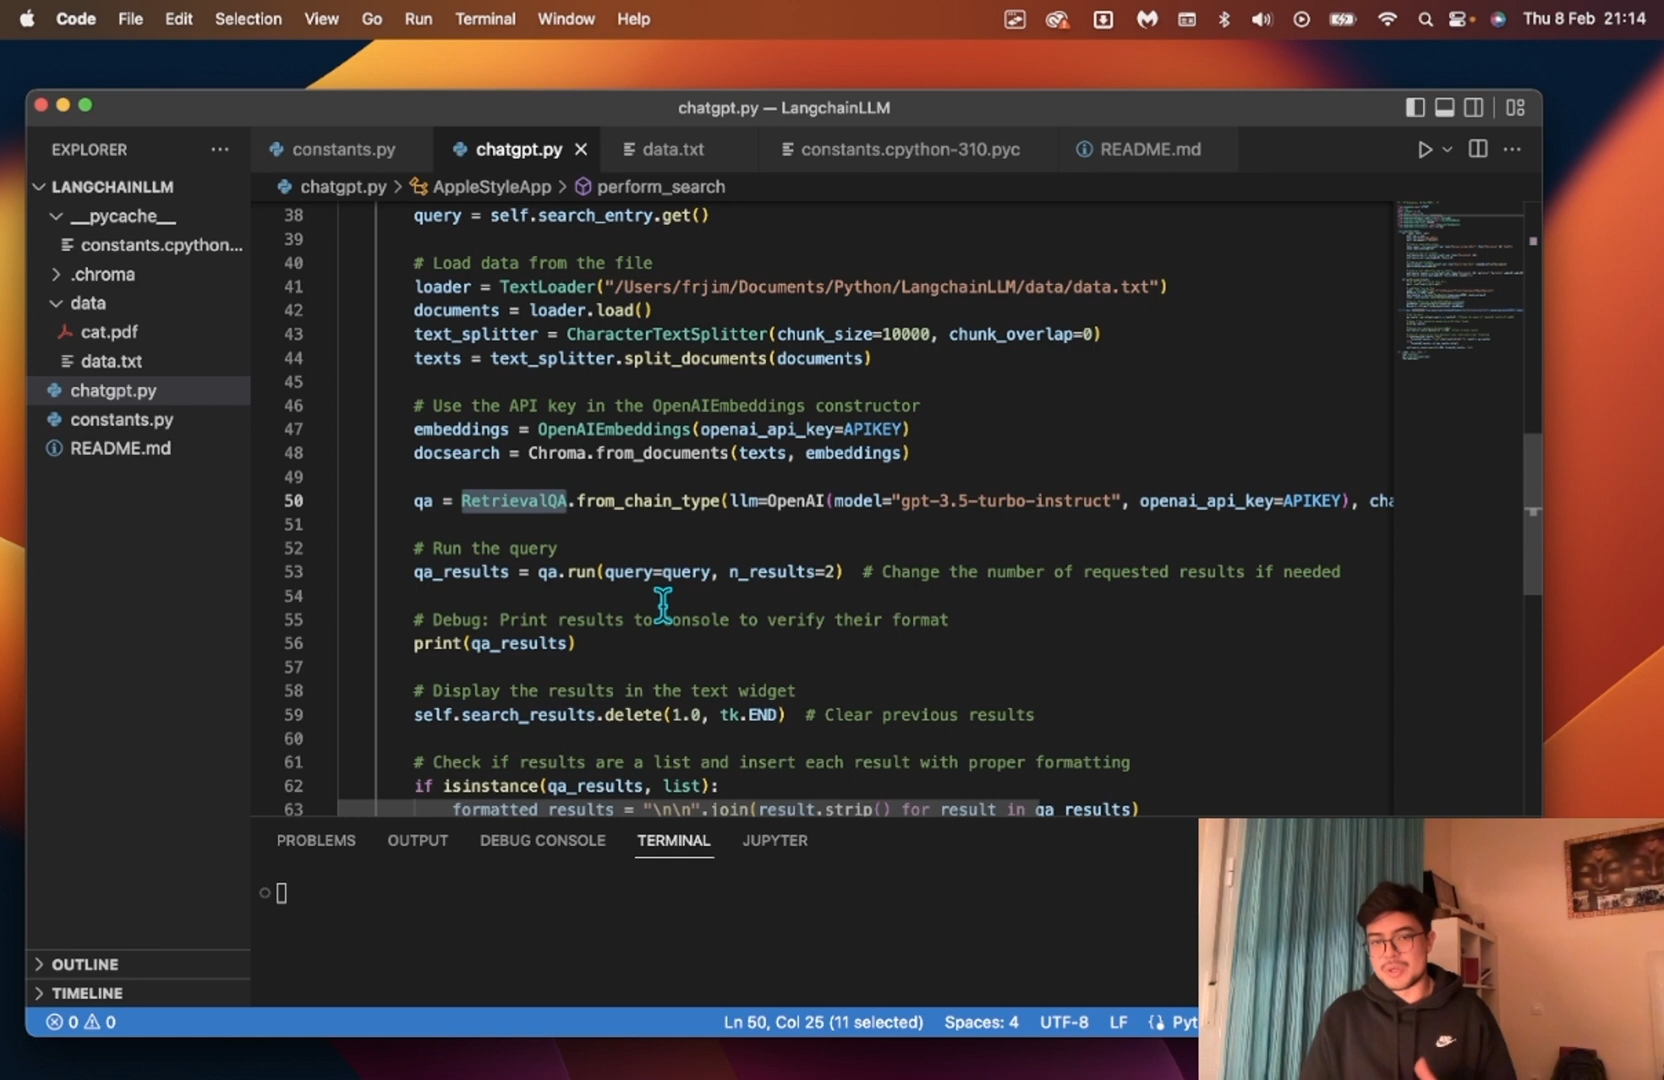 Code File Edit Selection View Go Run Terminal Window Help Thu 8 Feb 21:14
chatgpt.py — LangchainLLM
EXPLORER ···
constants.py chatgpt.py data.txt constants.cpython-310.pyc README.md
LANGCHAINLLM
__pycache__
constants.cpython...
.chroma
data
cat.pdf
data.txt
chatgpt.py
constants.py
README.md
OUTLINE
TIMELINE
chatgpt.py > AppleStyleApp > perform_search
38 query = self.search_entry.get()
39
40 # Load data from the file
41 loader = TextLoader("/Users/frjim/Documents/Python/LangchainLLM/data/data.txt")
42 documents = loader.load()
43 text_splitter = CharacterTextSplitter(chunk_size=10000, chunk_overlap=0)
44 texts = text_splitter.split_documents(documents)
45
46 # Use the API key in the OpenAIEmbeddings constructor
47 embeddings = OpenAIEmbeddings(openai_api_key=APIKEY)
48 docsearch = Chroma.from_documents(texts, embeddings)
49
50 qa = RetrievalQA.from_chain_type(llm=OpenAI(model="gpt-3.5-turbo-instruct", openai_api_key=APIKEY), cha
51
52 # Run the query
53 qa_results = qa.run(query=query, n_results=2) # Change the number of requested results if needed
54
55 # Debug: Print results to console to verify their format
56 print(qa_results)
57
58 # Display the results in the text widget
59 self.search_results.delete(1.0, tk.END) # Clear previous results
60
61 # Check if results are a list and insert each result with proper formatting
62 if isinstance(qa_results, list):
63 formatted_results = "\n\n".join(result.strip() for result in qa_results)
PROBLEMS OUTPUT DEBUG CONSOLE TERMINAL JUPYTER
0 0 Ln 50, Col 25 (11 selected) Spaces: 4 UTF-8 LF Pyt